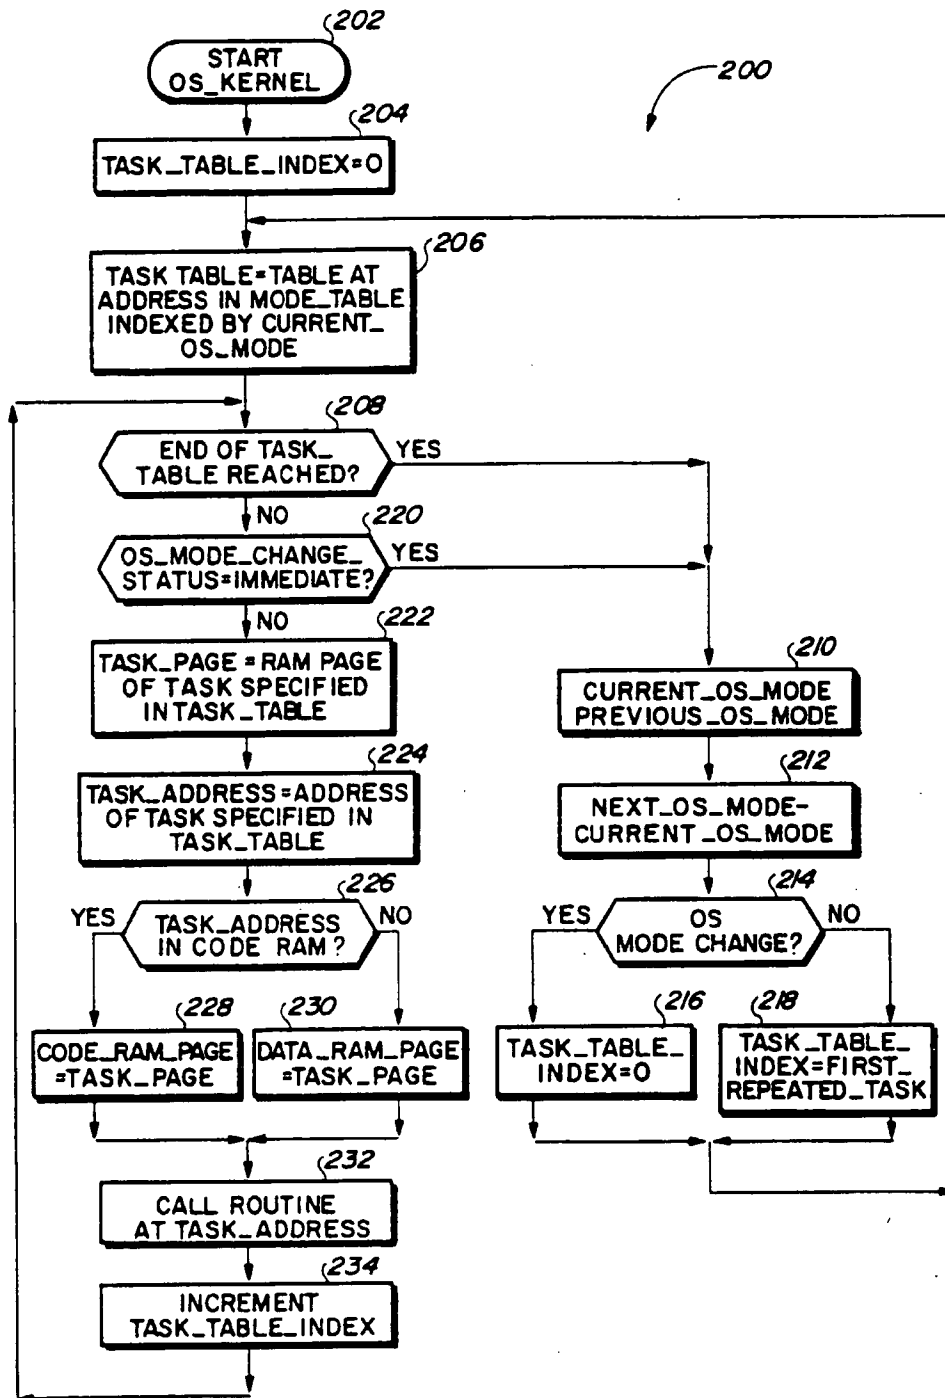 202
START
OS_KERNEL
200
204
TASK_TABLE_INDEX=0
206
TASK TABLE=TABLE AT
ADDRESS IN MODE_TABLE
INDEXED BY CURRENT_
OS_MODE
208
END OF TASK_
TABLE REACHED?
YES
NO
220
OS_MODE_CHANGE_
STATUS=IMMEDIATE?
YES
NO
222
TASK_PAGE=RAM PAGE
OF TASK SPECIFIED
IN TASK_TABLE
224
TASK_ADDRESS=ADDRESS
OF TASK SPECIFIED IN
TASK_TABLE
226
YES
TASK_ADDRESS
IN CODE RAM?
NO
228
CODE_RAM_PAGE
=TASK_PAGE
230
DATA_RAM_PAGE
=TASK_PAGE
232
CALL ROUTINE
AT TASK_ADDRESS
234
INCREMENT
TASK_TABLE_INDEX
210
CURRENT_OS_MODE
PREVIOUS_OS_MODE
212
NEXT_OS_MODE-
CURRENT_OS_MODE
214
YES
OS
MODE CHANGE?
NO
216
TASK_TABLE_
INDEX=0
218
TASK_TABLE_
INDEX=FIRST_
REPEATED_TASK